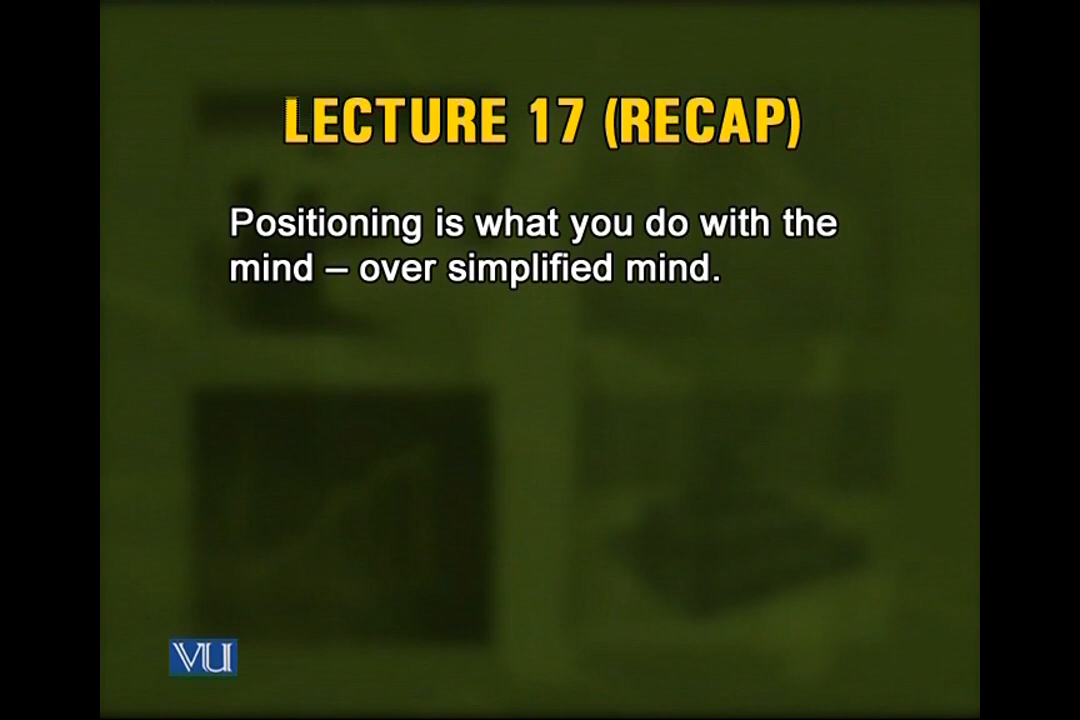 LECTURE 17 (RECAP)
Positioning is what you do with the
mind – over simplified mind.
VU